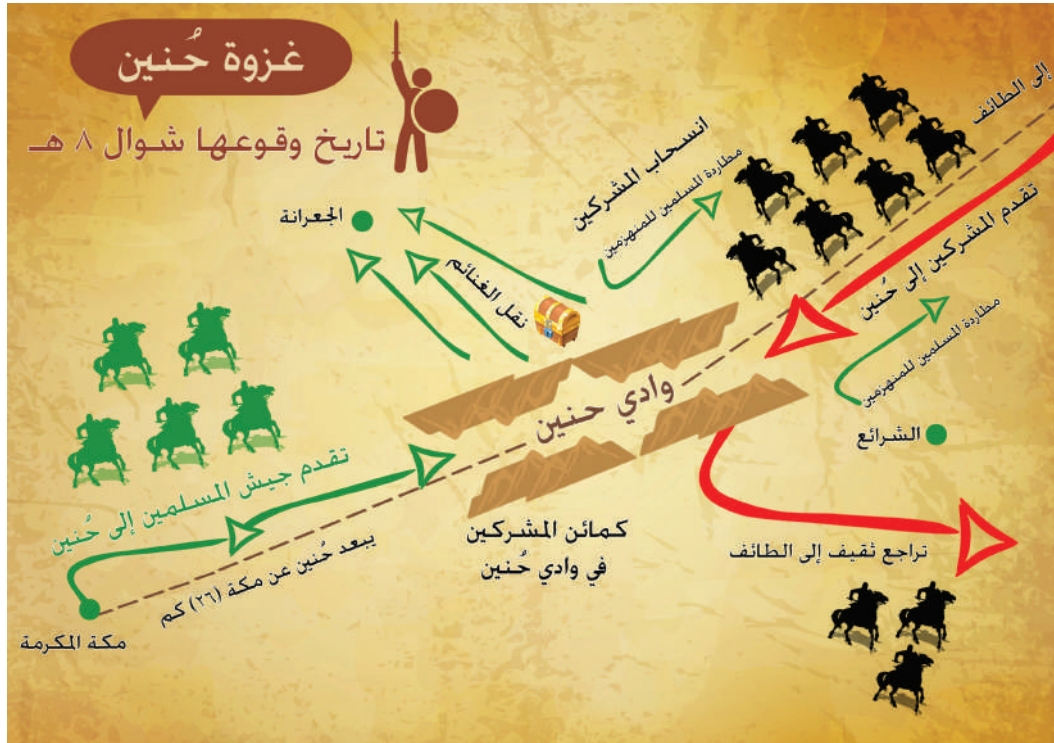 غزوة حُنين
تاريخ وقوعها شوال ٨ هـ
إلى الطائف
انسحاب المشركين
مطاردة المسلمين للمنهزمين
تقدم المشركين إلى حُنين
الجعرانة
نقل الغنائم
مطاردة المسلمين للمنهزمين
وادي حنين
الشرائع
تقدم جيش المسلمين إلى حُنين
يبعد حُنين عن مكة (٢٦) كم
كمائن المشركين
في وادي حُنين
تراجع ثقيف إلى الطائف
مكة المكرمة